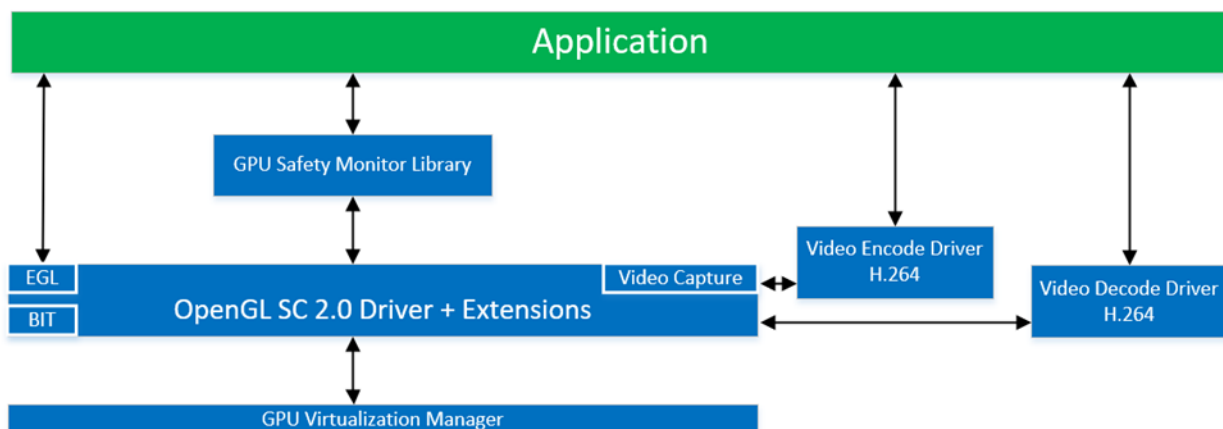 Application
GPU Safety Monitor Library
Video Encode Driver
H.264
EGL
Video Capture
Video Decode Driver
H.264
OpenGL SC 2.0 Driver + Extensions
BIT
GPU Virtualization Manager